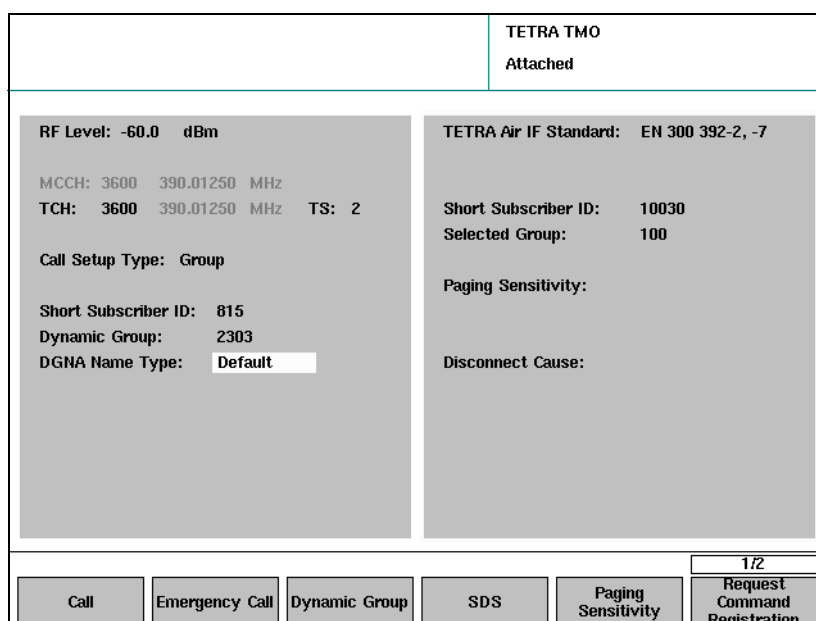 TETRA TMO
Attached
RF Level: -60.0 dBm
MCCH: 3600 390.01250 MHz
TCH: 3600 390.01250 MHz TS: 2
Call Setup Type: Group
Short Subscriber ID: 815
Dynamic Group: 2303
DGNA Name Type: Default
TETRA Air IF Standard: EN 300 392-2, -7
Short Subscriber ID: 10030
Selected Group: 100
Paging Sensitivity:
Disconnect Cause:
1/2
Call
Emergency Call
Dynamic Group
SDS
Paging
Sensitivity
Request
Command
Registration